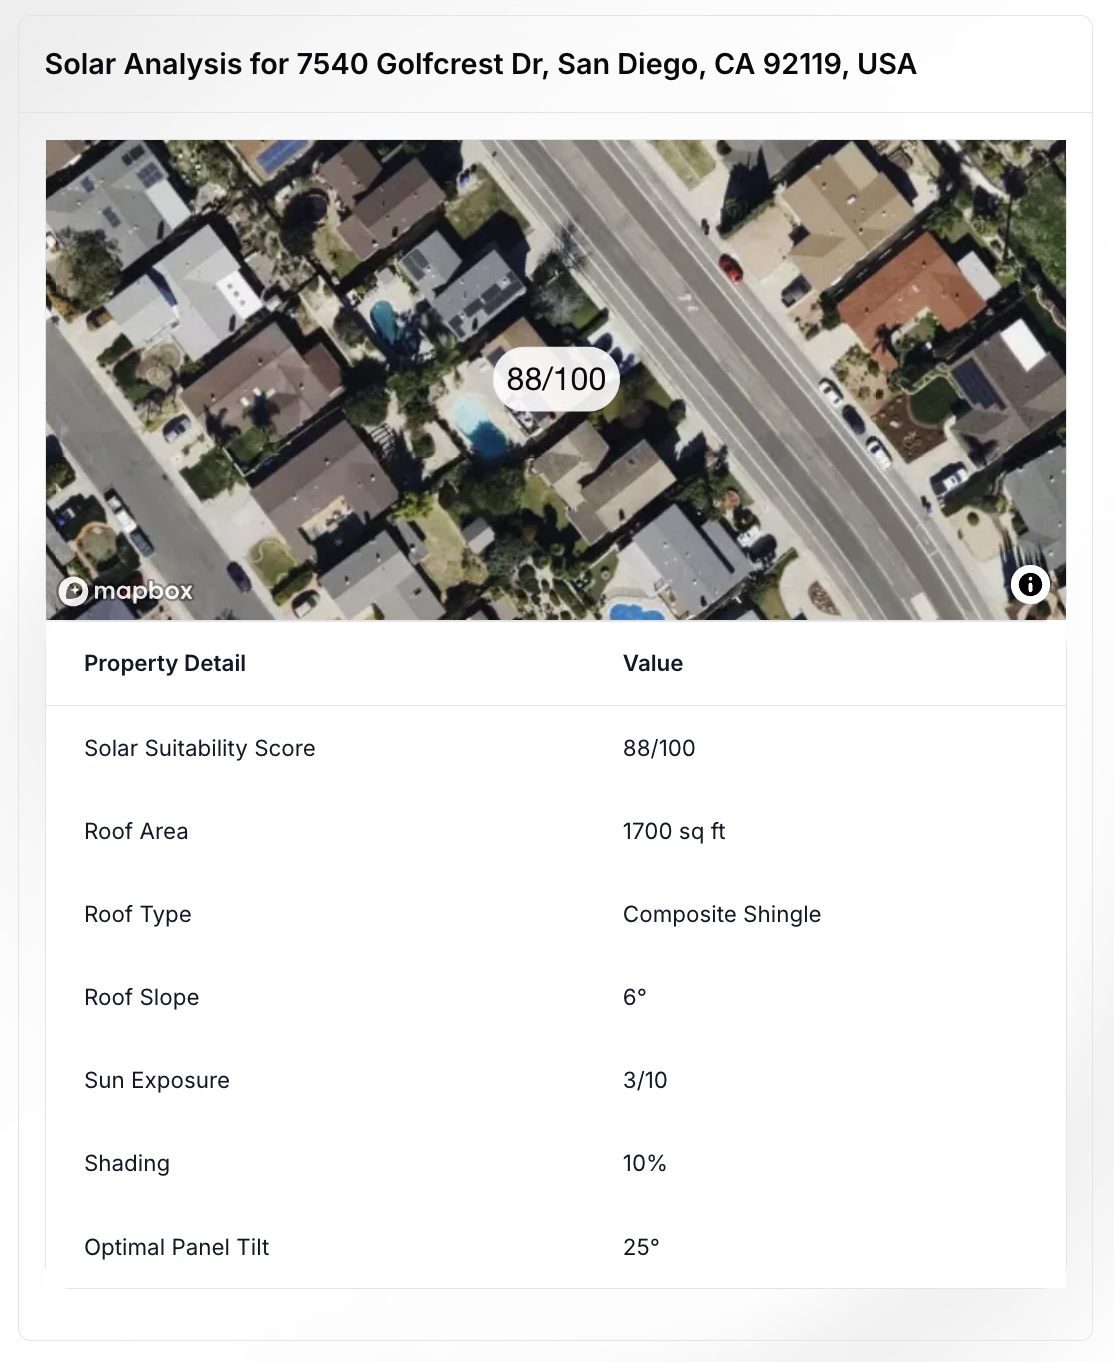 Solar Analysis for 7540 Golfcrest Dr, San Diego, CA 92119, USA
88/100
mapbox
Property Detail Value
Solar Suitability Score 88/100
Roof Area 1700 sq ft
Roof Type Composite Shingle
Roof Slope 6°
Sun Exposure 3/10
Shading 10%
Optimal Panel Tilt 25°